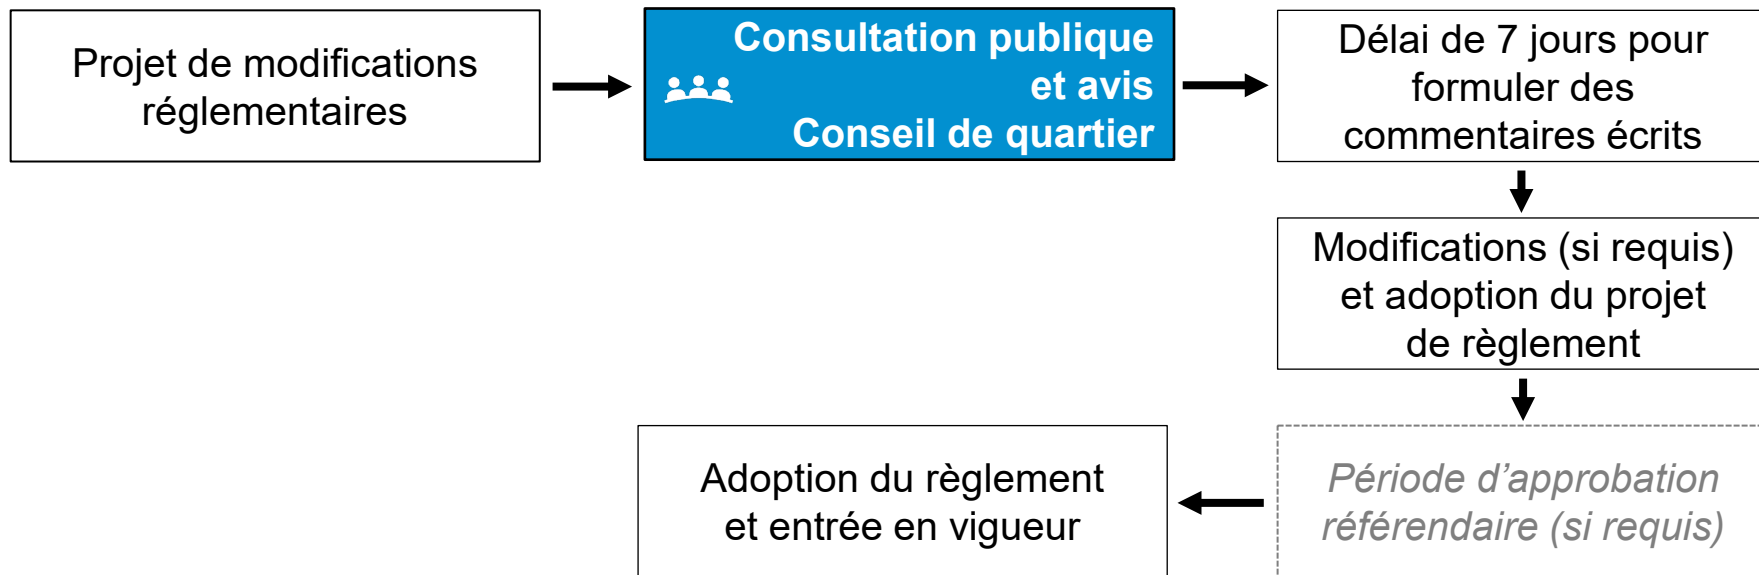 Projet de modifications
réglementaires
Consultation publique
et avis
Conseil de quartier
Délai de 7 jours pour
formuler des
commentaires écrits
Modifications (si requis)
et adoption du projet
de règlement
Période d’approbation
référendaire (si requis)
Adoption du règlement
et entrée en vigueur